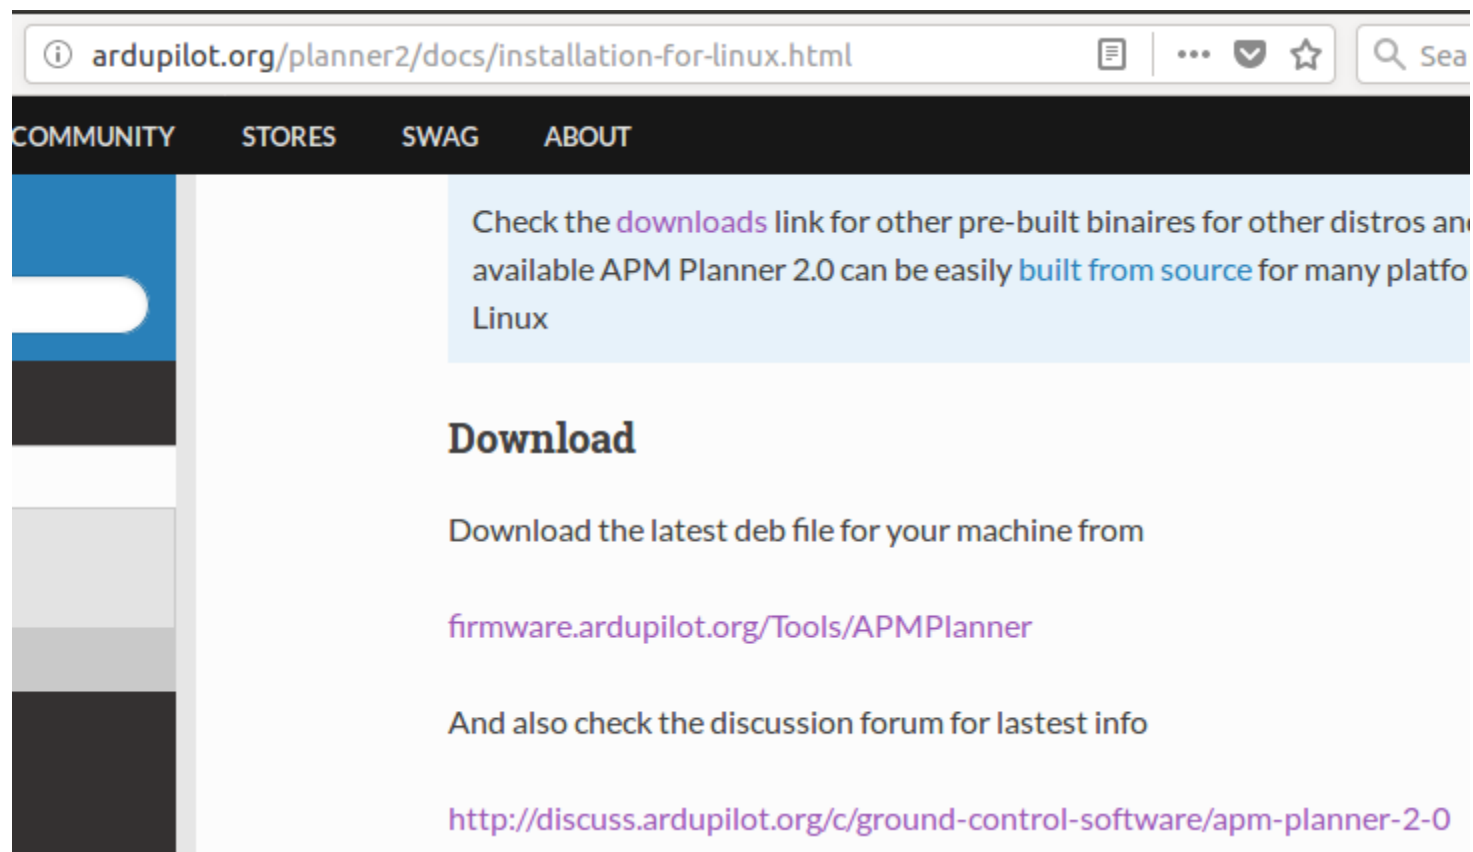 ardupilot.org/planner2/docs/installation-for-linux.html
Sea
COMMUNITY STORES SWAG ABOUT
Check the downloads link for other pre-built binaires for other distros and
available APM Planner 2.0 can be easily built from source for many platfo
Linux
Download
Download the latest deb file for your machine from
firmware.ardupilot.org/Tools/APMPlanner
And also check the discussion forum for lastest info
http://discuss.ardupilot.org/c/ground-control-software/apm-planner-2-0